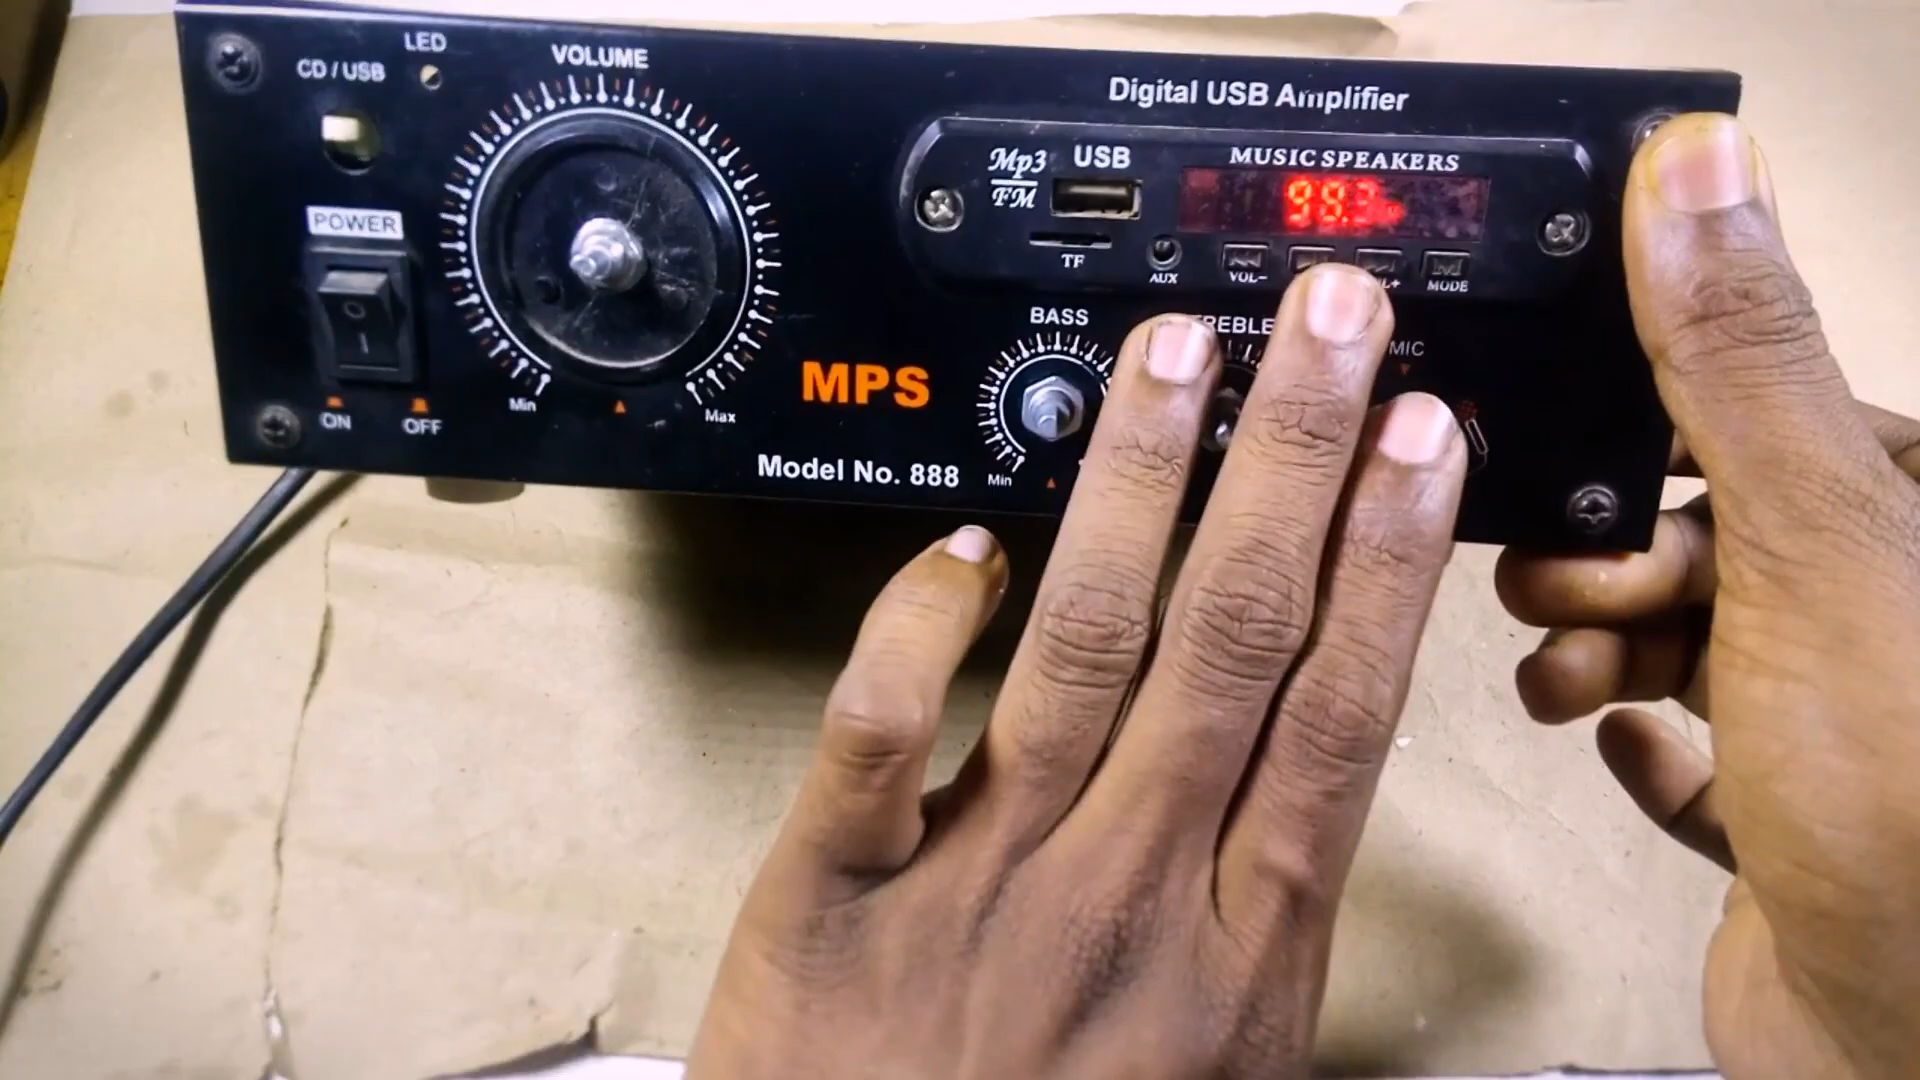 LED
CD / USB
VOLUME
POWER
ON
OFF
Min
Max
MPS
Model No. 888
Digital USB Amplifier
Mp3
FM
USB
MUSIC SPEAKERS
TF
AUX
VOL-
MODE
BASS
Min
MIC